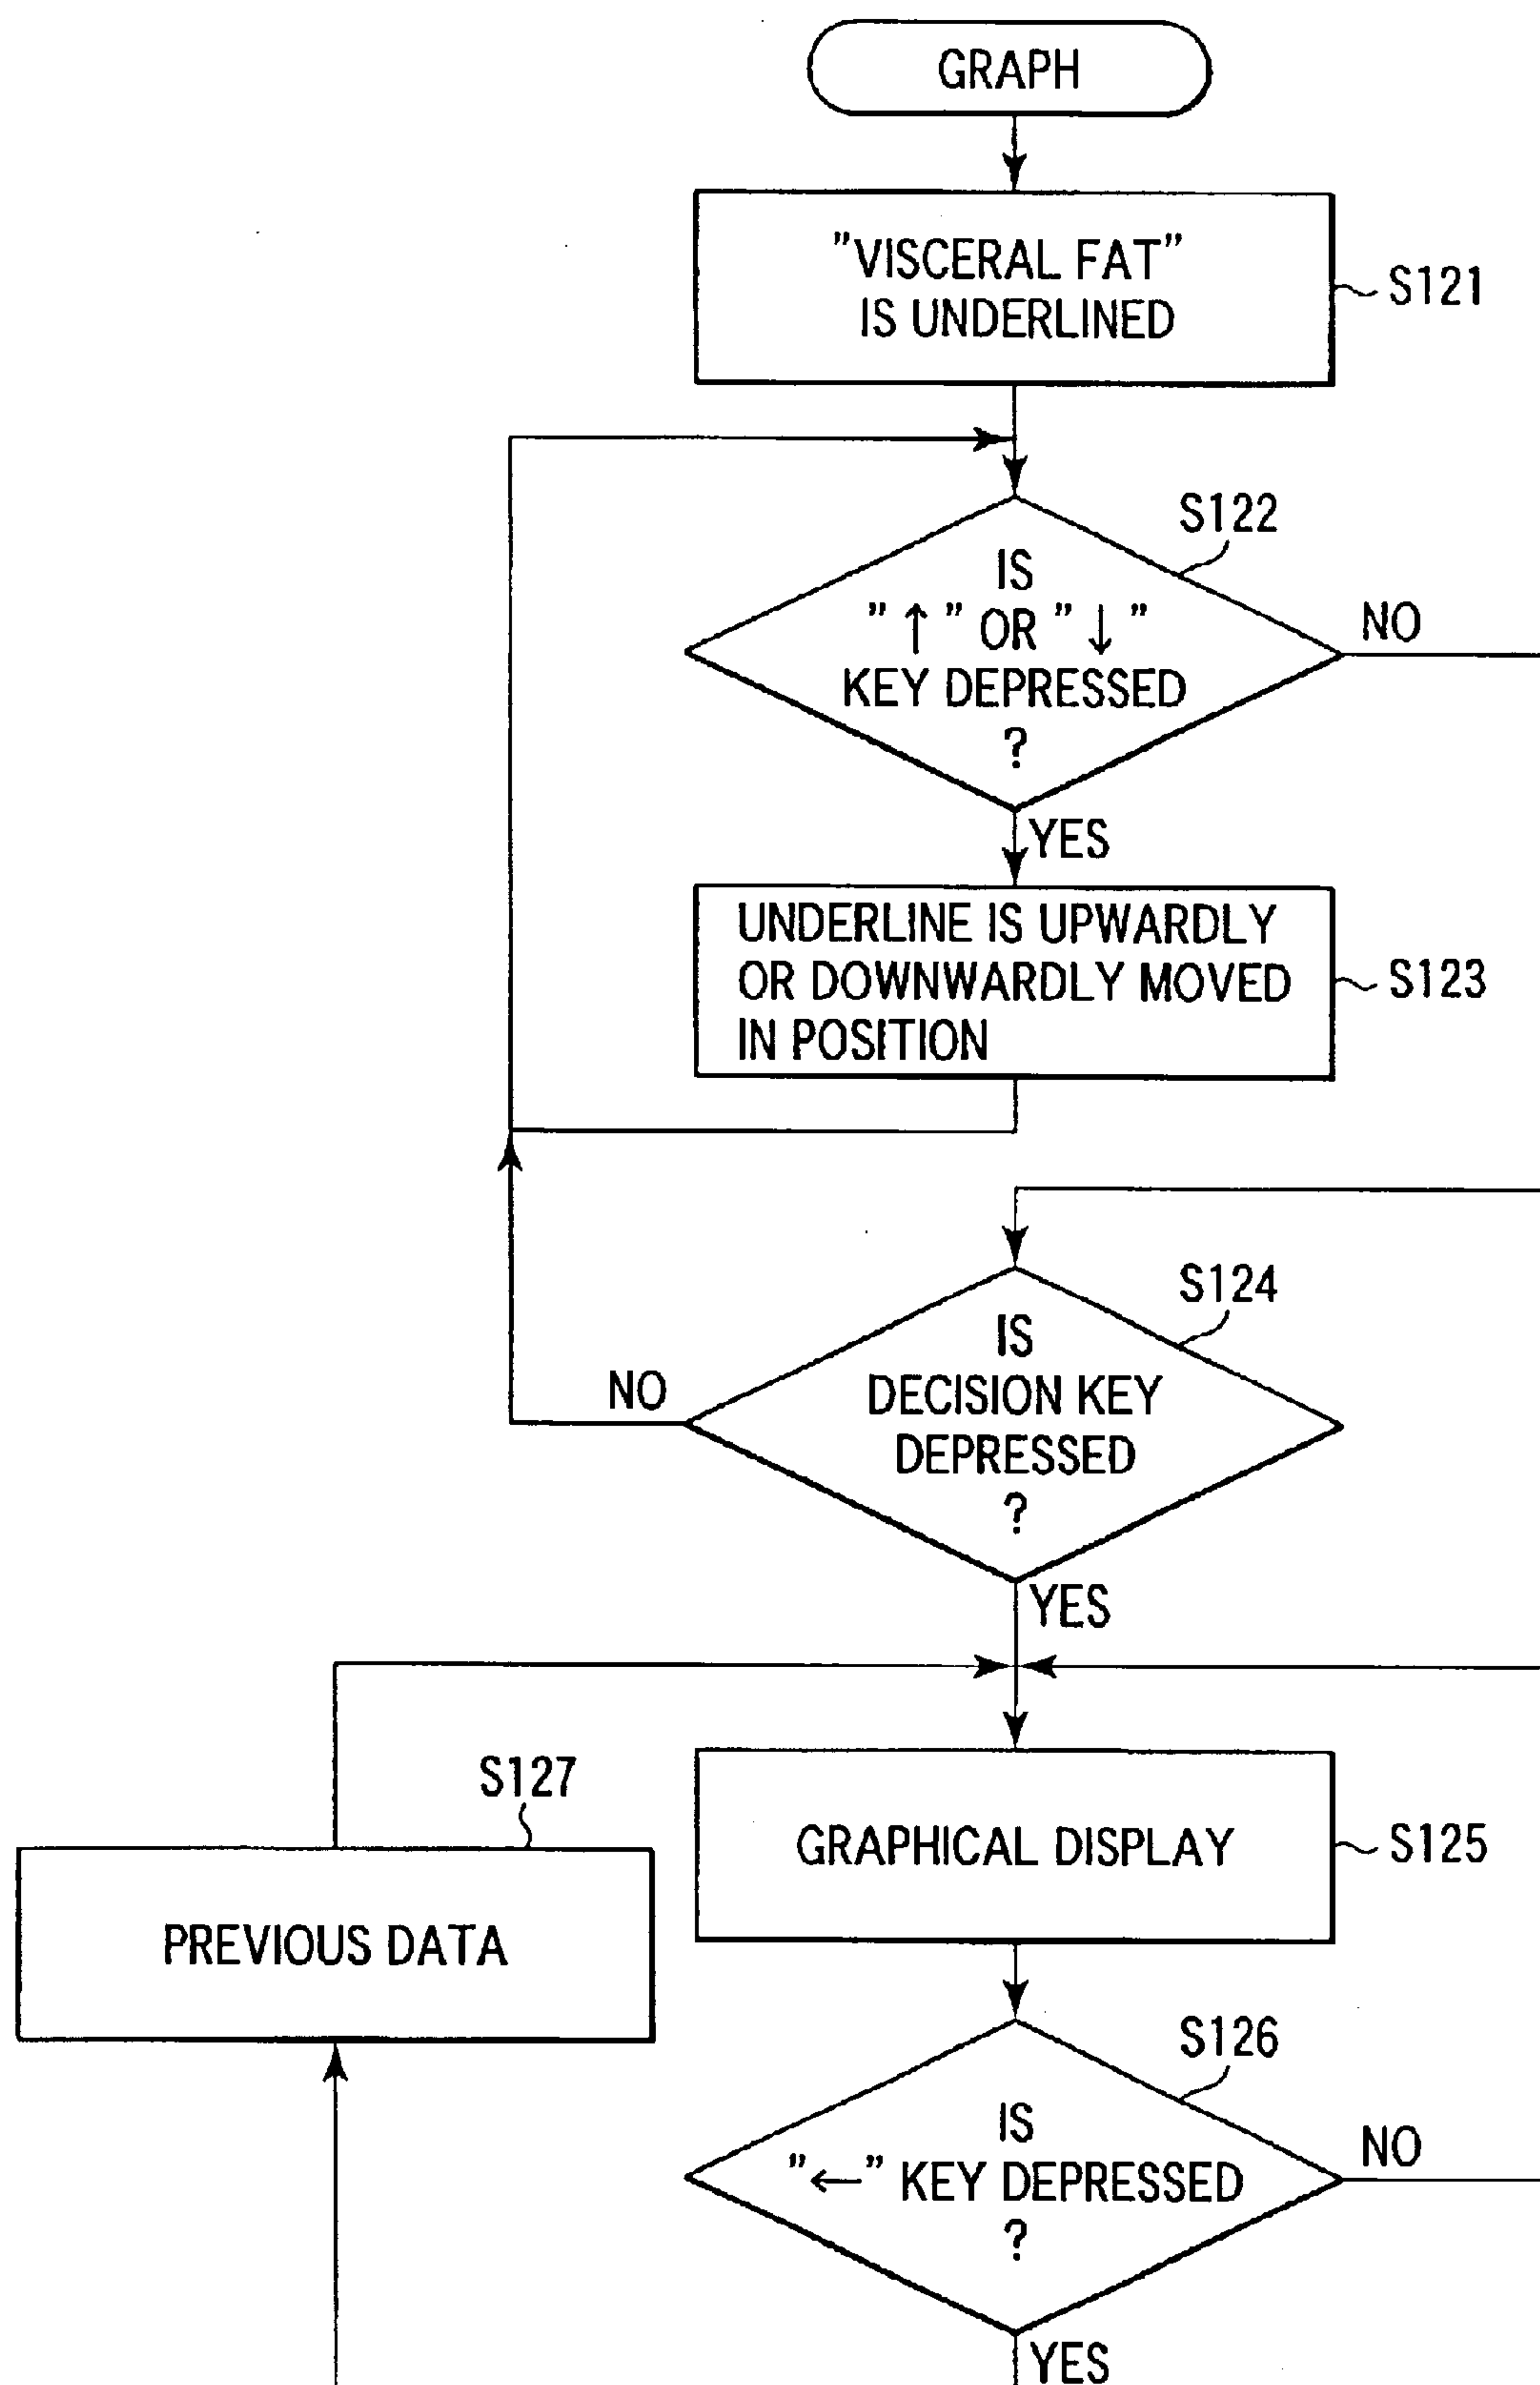 GRAPH
"VISCERAL FAT"
IS UNDERLINED
S121
S122
IS
"↑" OR "↓"
KEY DEPRESSED
?
NO
YES
UNDERLINE IS UPWARDLY
OR DOWNWARDLY MOVED
IN POSITION
S123
S124
IS
DECISION KEY
DEPRESSED
?
NO
YES
S127
PREVIOUS DATA
GRAPHICAL DISPLAY
S125
S126
IS
"←" KEY DEPRESSED
?
NO
YES